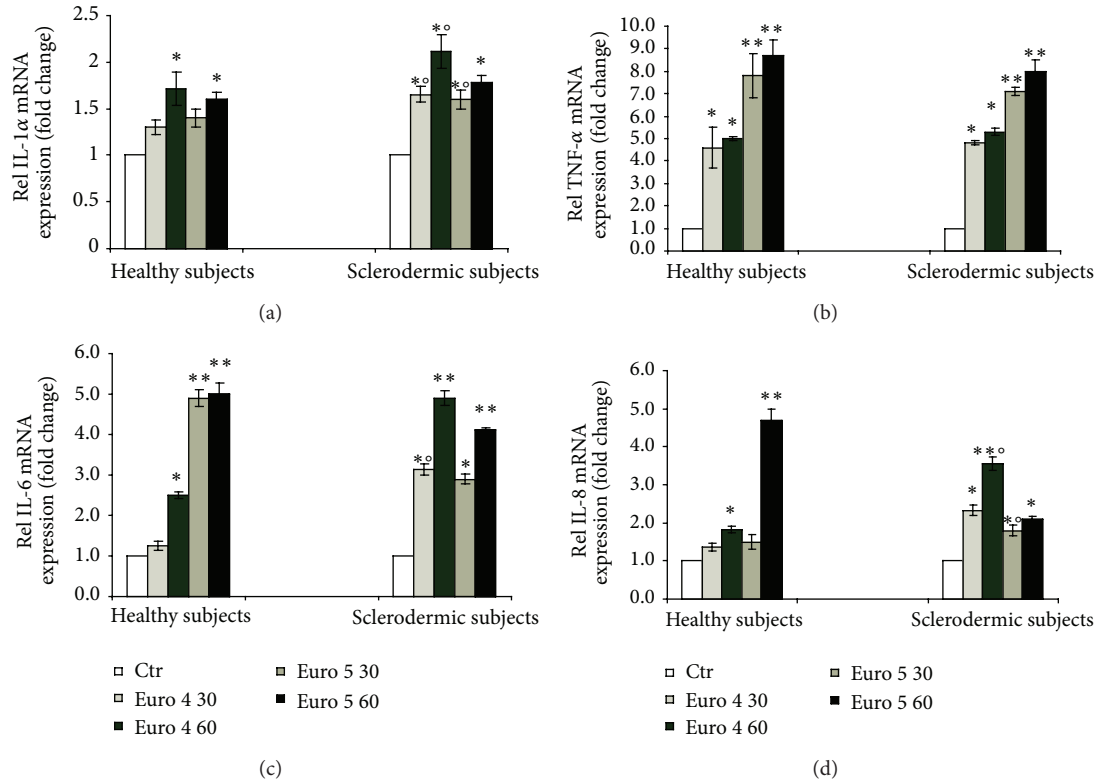 Rel IL-1α mRNA
expression (fold change)
2.5
2
1.5
1
0.5
0
*
*
*°
*°
*°
*
Healthy subjects
Sclerodermic subjects
(a)
Rel TNF-α mRNA
expression (fold change)
10.0
9.0
8.0
7.0
6.0
5.0
4.0
3.0
2.0
1.0
0.0
*
*
**
**
*
*
**
**
Healthy subjects
Sclerodermic subjects
(b)
Rel IL-6 mRNA
expression (fold change)
6.0
5.0
4.0
3.0
2.0
1.0
0.0
*
**
**
*°
**
*
**
Healthy subjects
Sclerodermic subjects
Ctr
Euro 4 30
Euro 4 60
Euro 5 30
Euro 5 60
(c)
Rel IL-8 mRNA
expression (fold change)
6.0
5.0
4.0
3.0
2.0
1.0
0.0
*
**
*
**°
*°
*
Healthy subjects
Sclerodermic subjects
Ctr
Euro 4 30
Euro 4 60
Euro 5 30
Euro 5 60
(d)